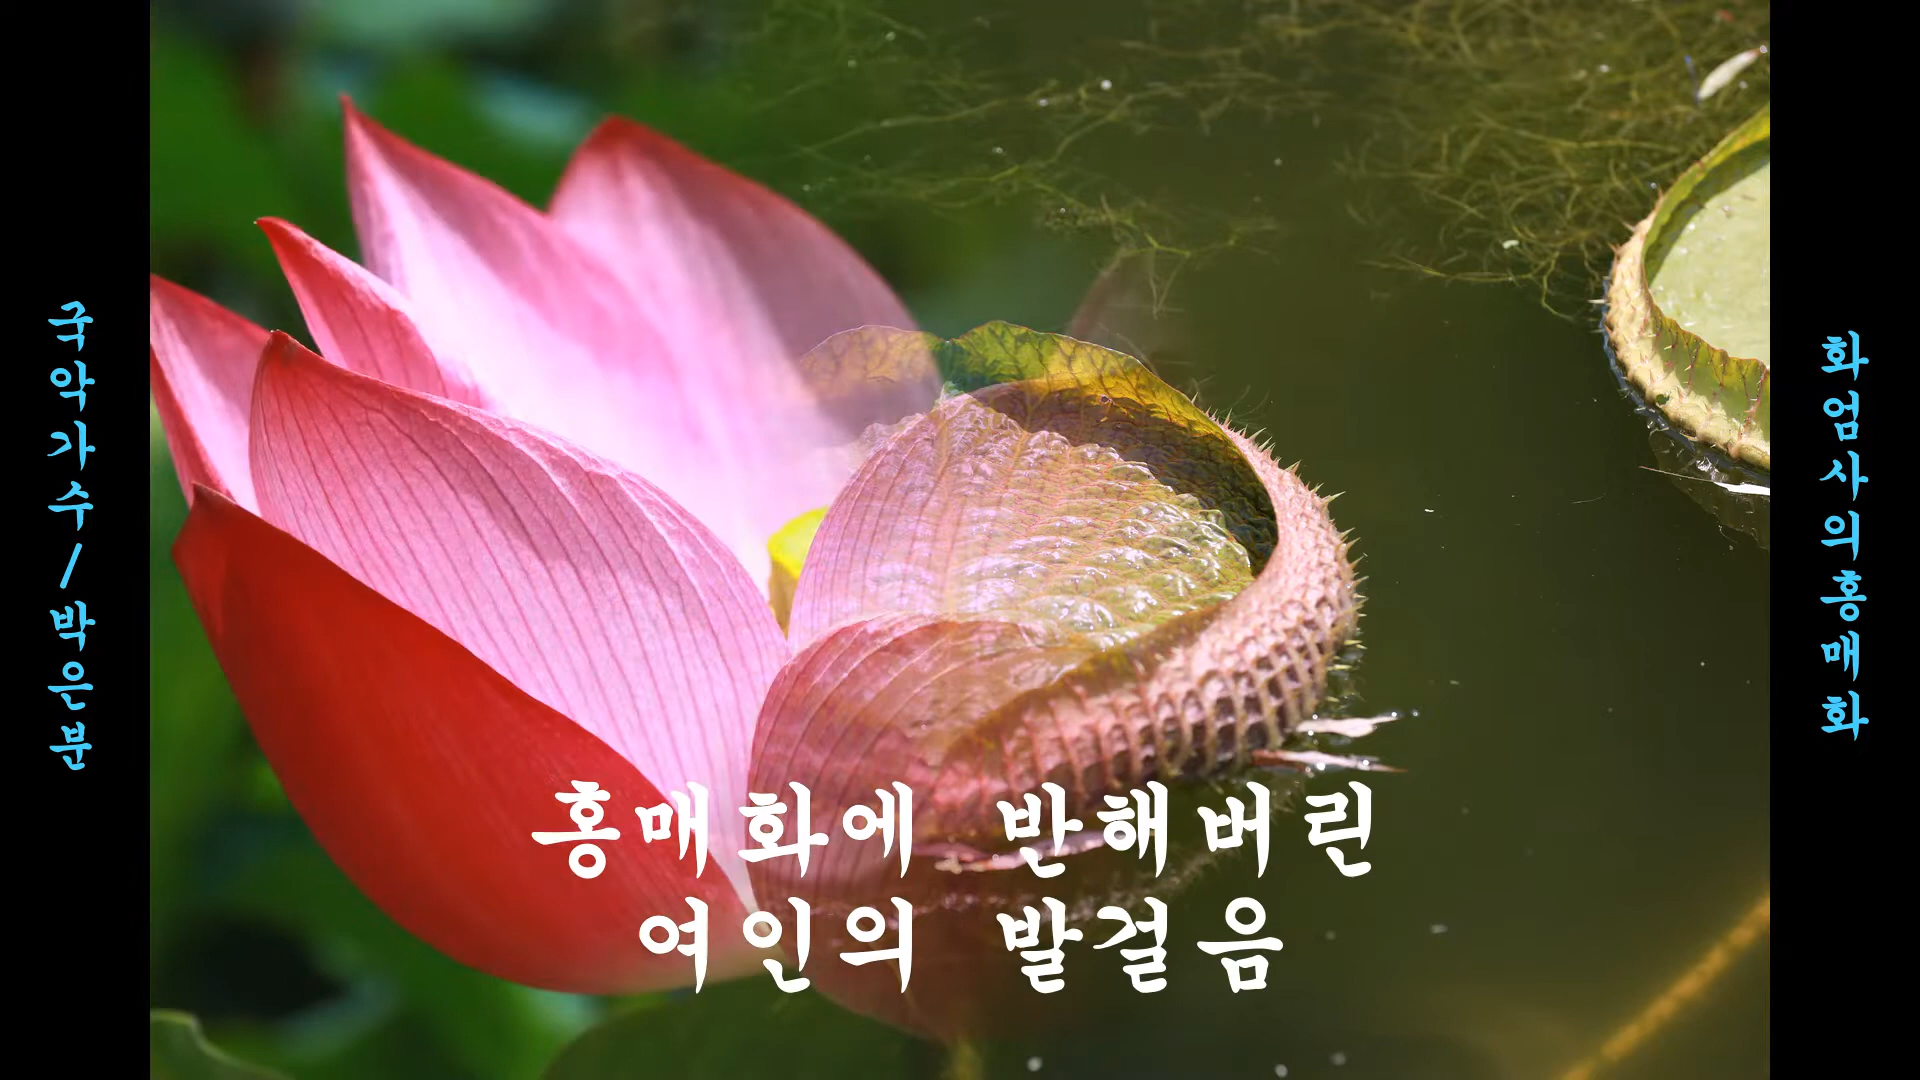 국악가수/박은분
화엄사의홍매화
홍매화에 반해버린
여인의 발걸음